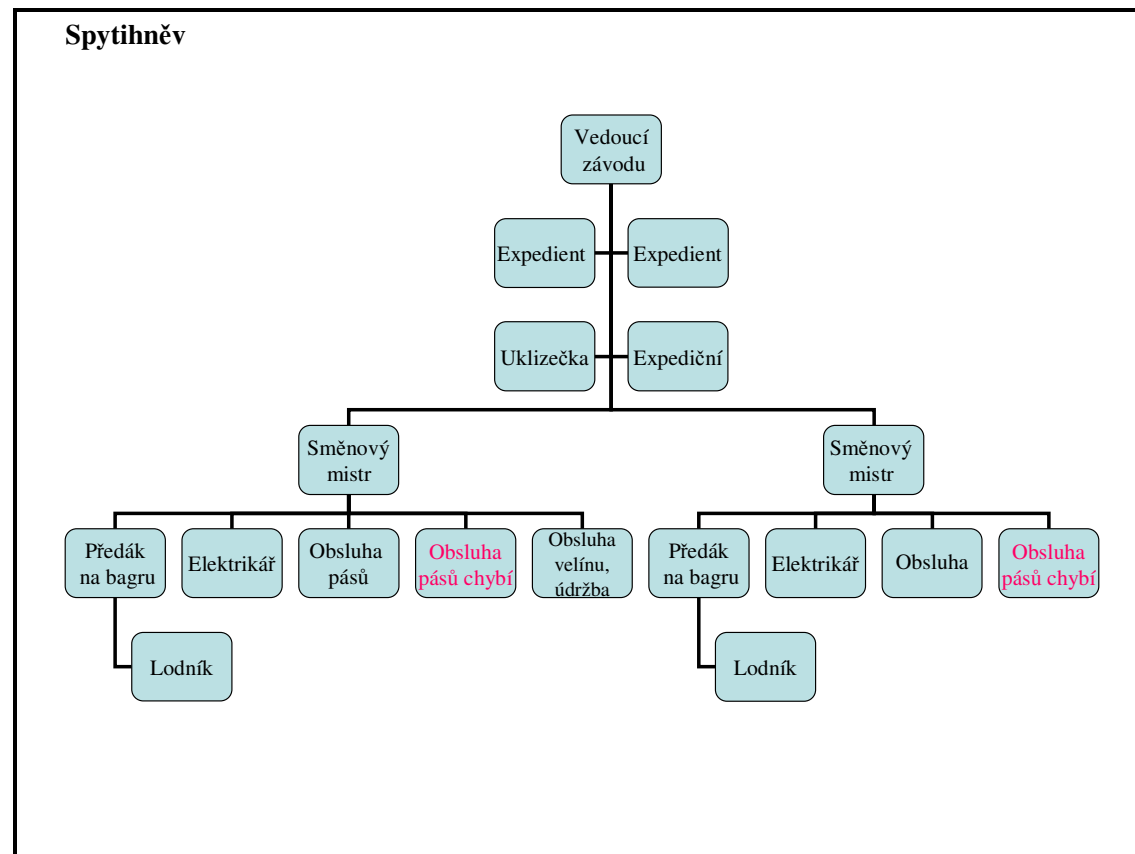 Spytihněv
Vedoucí
závodu
Expedient
Expedient
Uklizečka
Expediční
Směnový
mistr
Směnový
mistr
Předák
na bagru
Elektrikář
Obsluha
pásů
Obsluha
pásů chybí
Obsluha
velínu,
údržba
Předák
na bagru
Elektrikář
Obsluha
Obsluha
pásů chybí
Lodník
Lodník